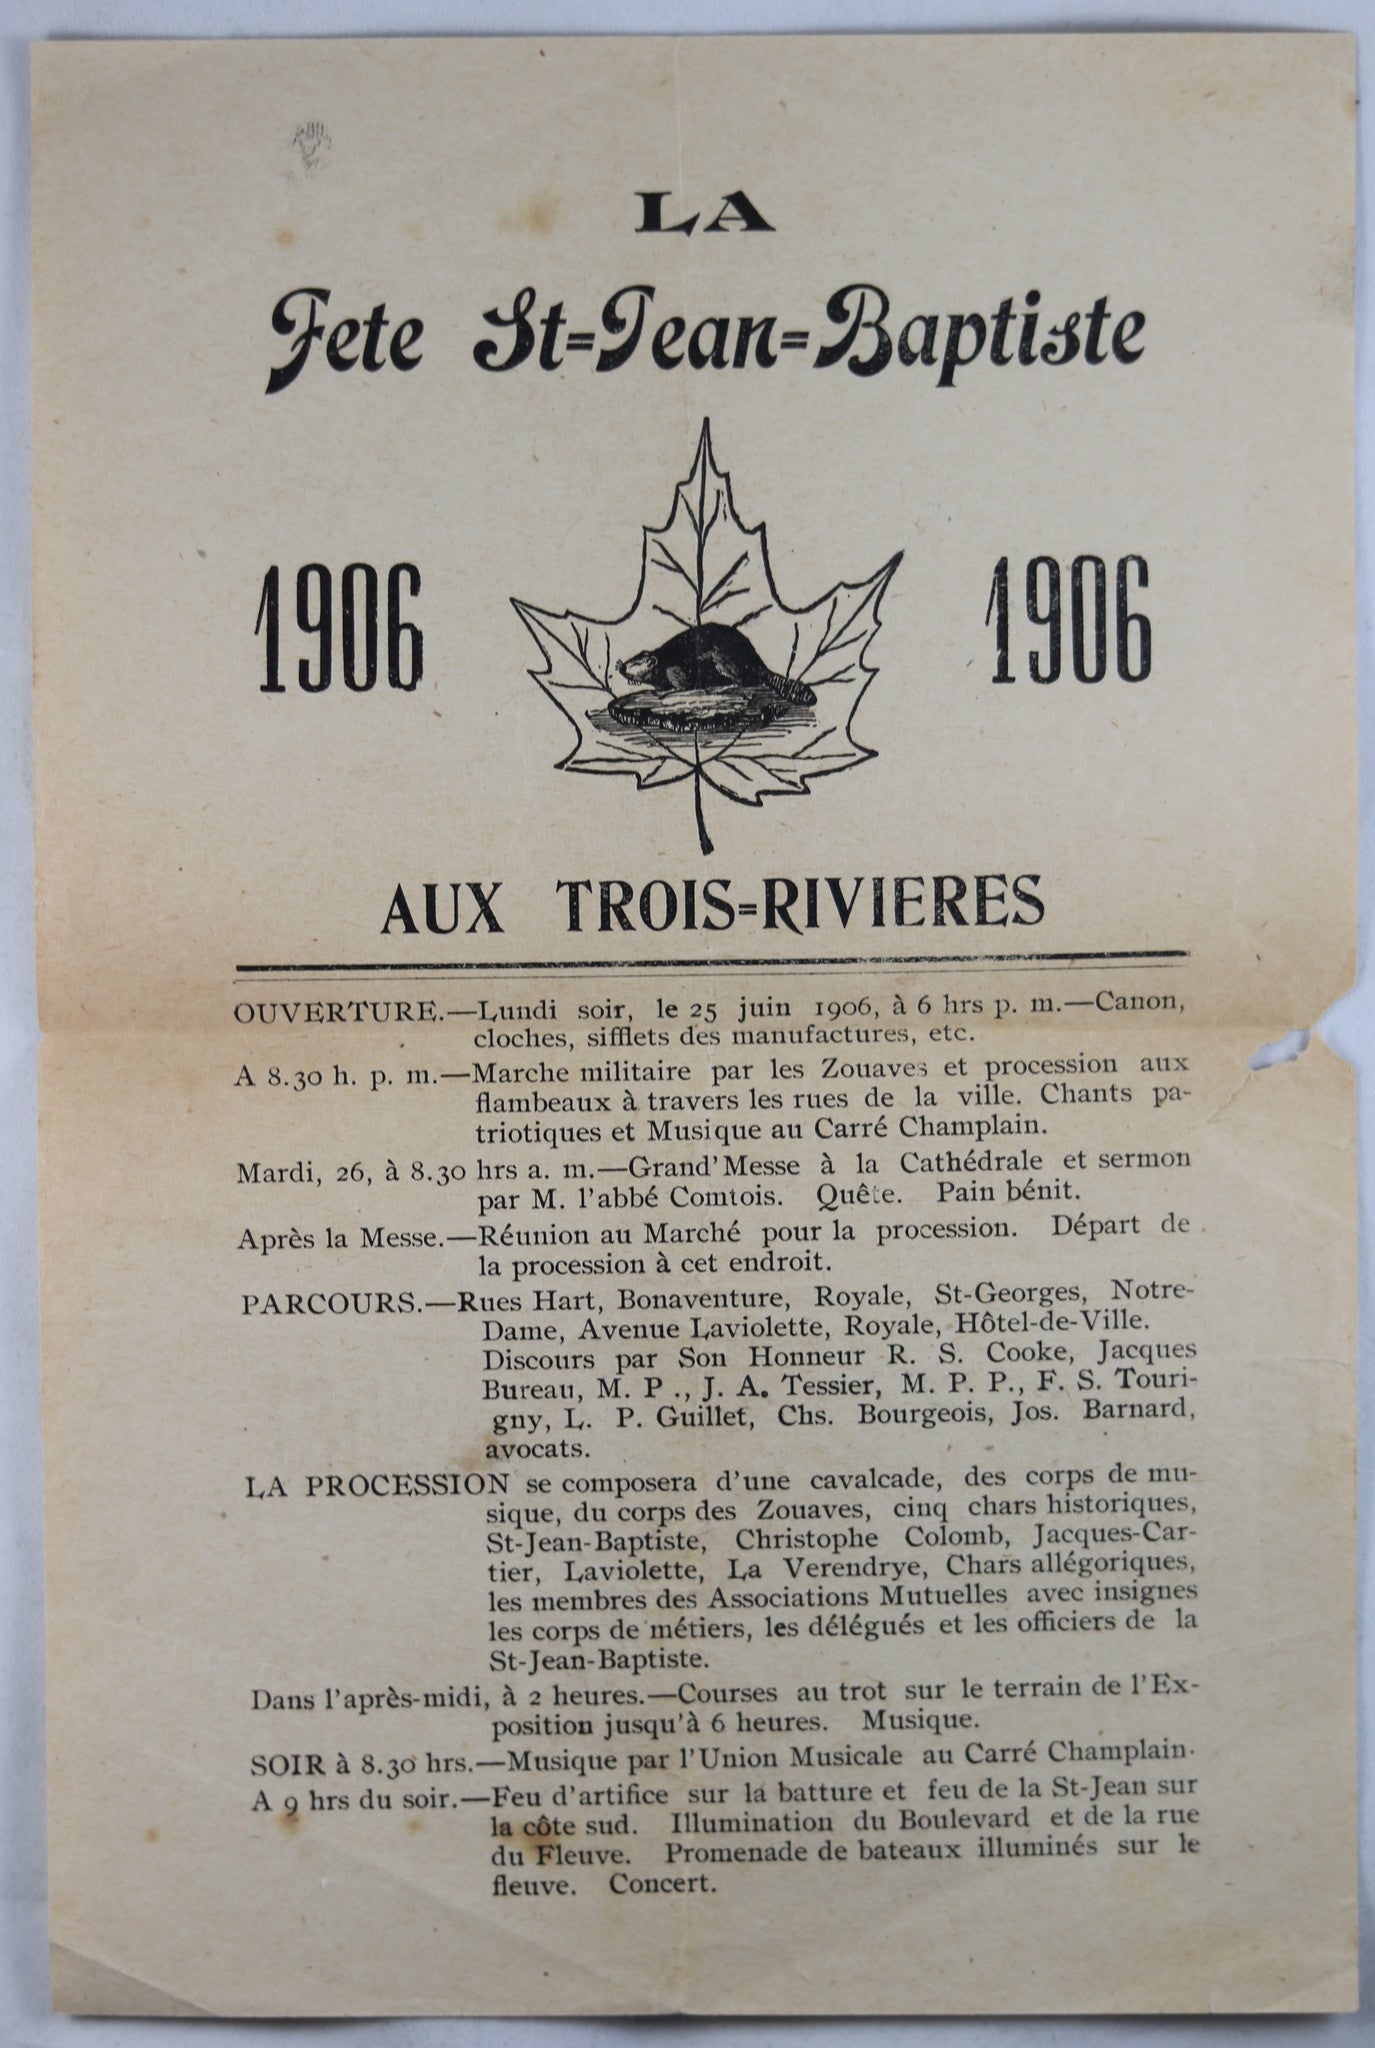 LA
Fete St=Jean=Baptiste
1906 1906
AUX TROIS=RIVIERES
OUVERTURE.—Lundi soir, le 25 juin 1906, à 6 hrs p. m.—Canon,
cloches, sifflets des manufactures, etc.
A 8.30 h. p. m.—Marche militaire par les Zouaves et procession aux
flambeaux à travers les rues de la ville. Chants pa-
triotiques et Musique au Carré Champlain.
Mardi, 26, à 8.30 hrs a. m.—Grand'Messe à la Cathédrale et sermon
par M. l'abbé Comtois. Quête. Pain bénit.
Après la Messe.—Réunion au Marché pour la procession. Départ de
la procession à cet endroit.
PARCOURS.—Rues Hart, Bonaventure, Royale, St-Georges, Notre-
Dame, Avenue Laviolette, Royale, Hôtel-de-Ville.
Discours par Son Honneur R. S. Cooke, Jacques
Bureau, M. P ., J. A. Tessier, M. P. P., F. S. Touri-
gny, L. P. Guillet, Chs. Bourgeois, Jos. Barnard,
avocats.
LA PROCESSION se composera d'une cavalcade, des corps de mu-
sique, du corps des Zouaves, cinq chars historiques,
St-Jean-Baptiste, Christophe Colomb, Jacques-Car-
tier, Laviolette, La Verendrye, Chars allégoriques,
les membres des Associations Mutuelles avec insignes
les corps de métiers, les délégués et les officiers de la
St-Jean-Baptiste.
Dans l'après-midi, à 2 heures.—Courses au trot sur le terrain de l'Ex-
position jusqu'à 6 heures. Musique.
SOIR à 8.30 hrs.—Musique par l'Union Musicale au Carré Champlain.
A 9 hrs du soir.—Feu d'artifice sur la batture et feu de la St-Jean sur
la côte sud. Illumination du Boulevard et de la rue
du Fleuve. Promenade de bateaux illuminés sur le
fleuve. Concert.